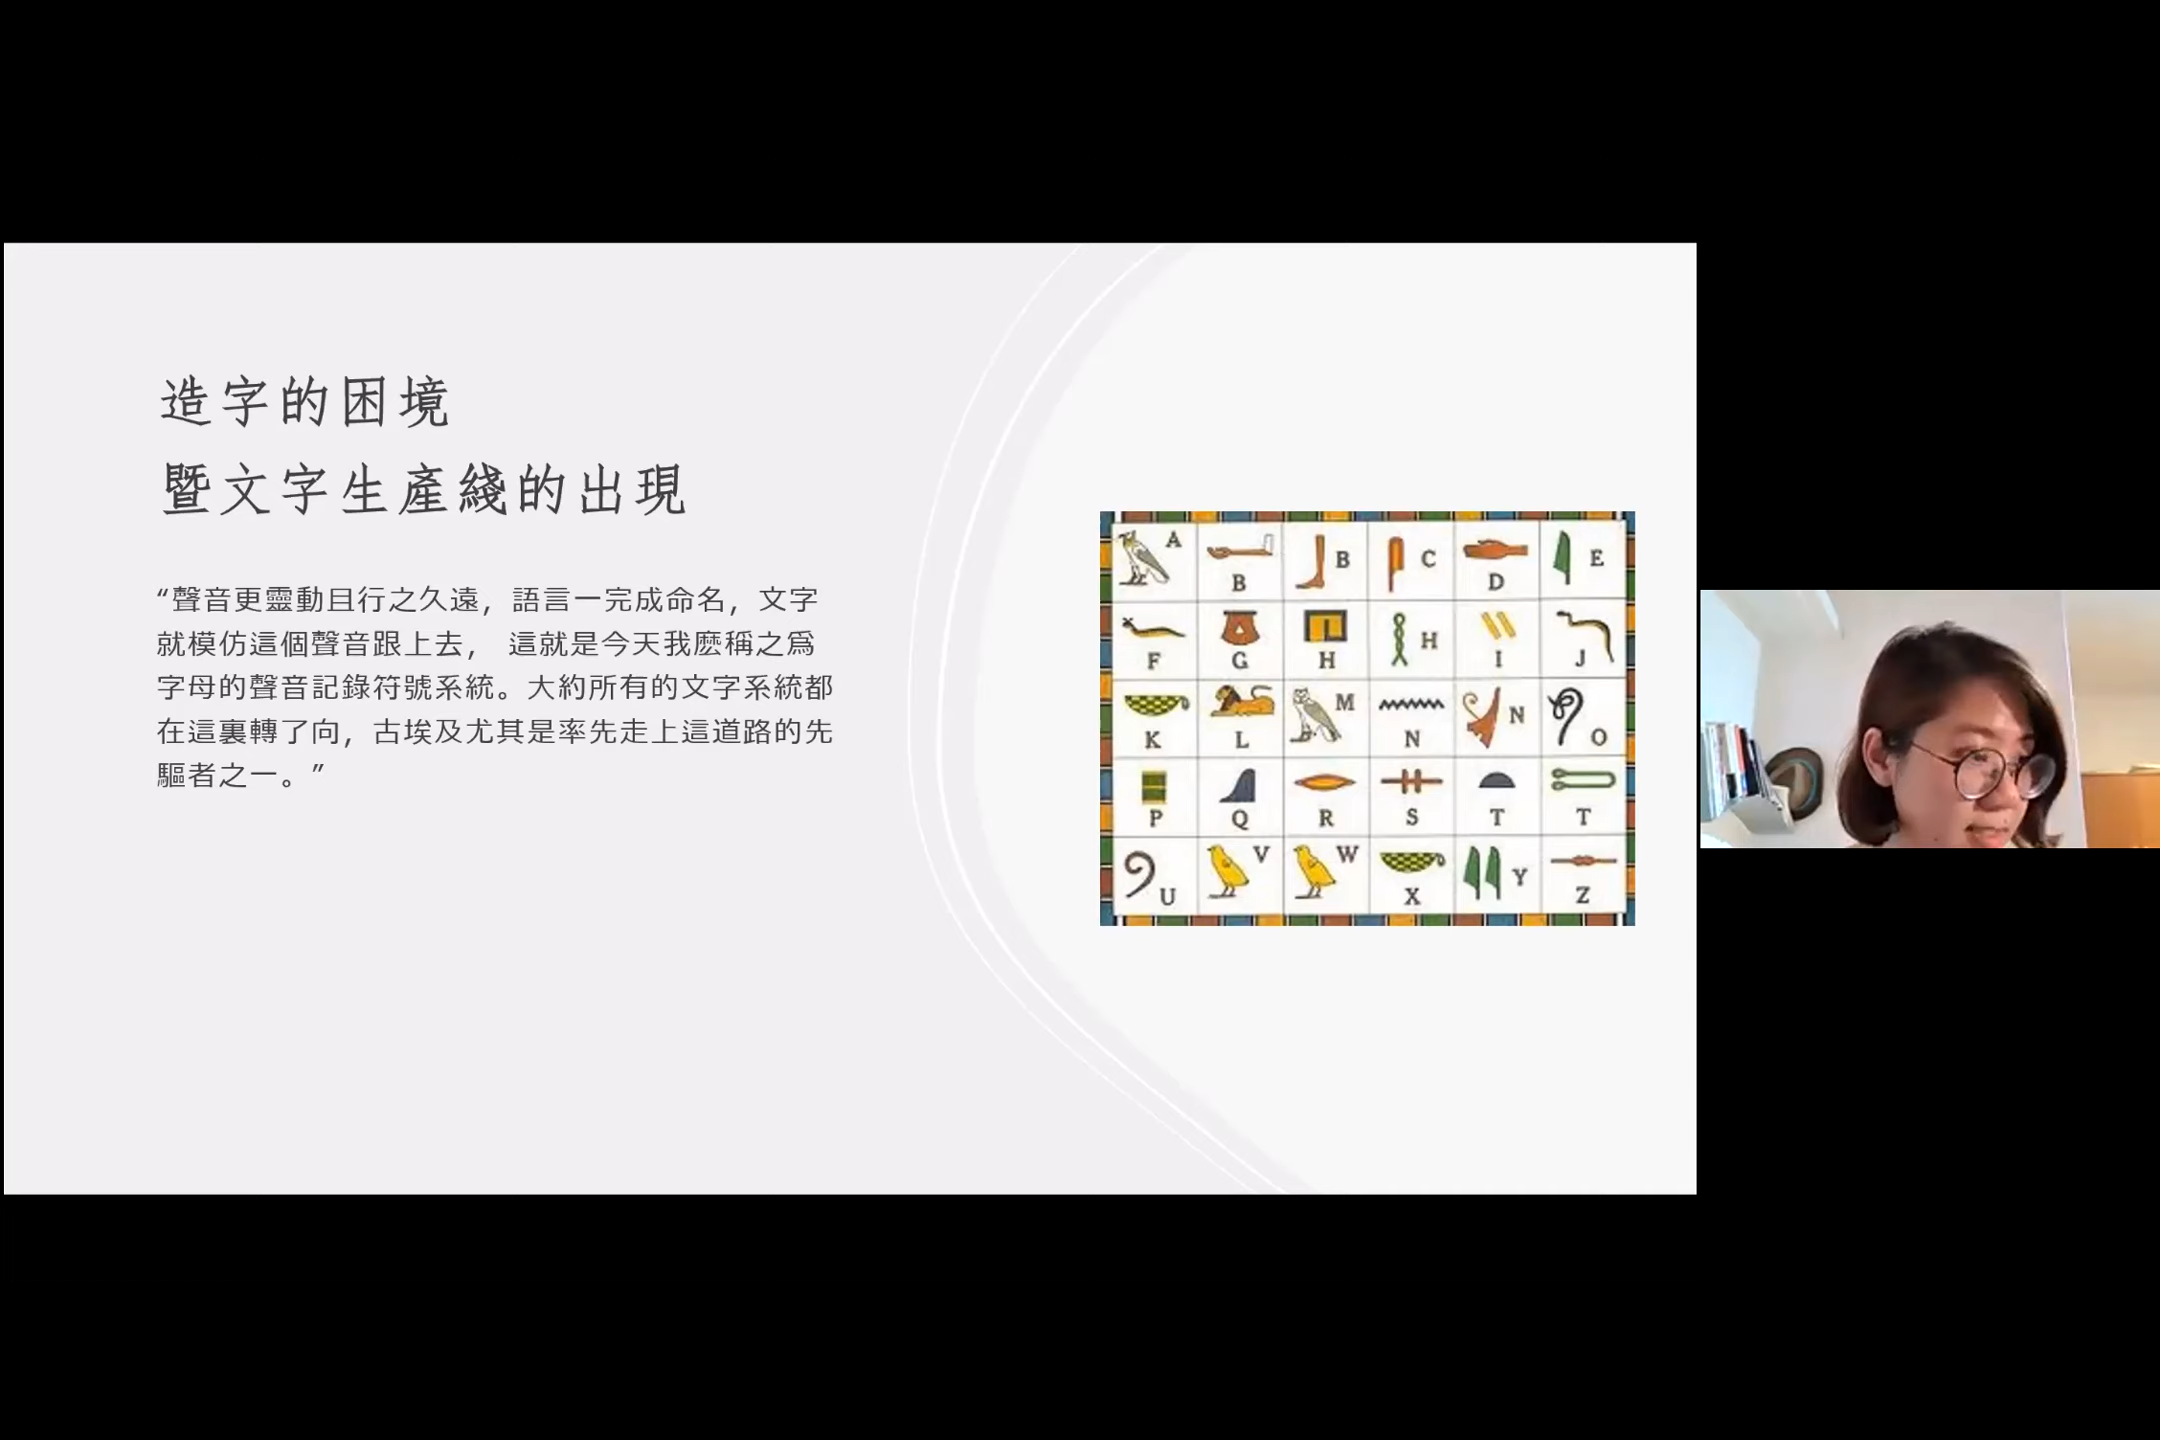 造字的困境
暨文字生產綫的出現
“聲音更靈動且行之久遠，語言一完成命名，文字
就模仿這個聲音跟上去， 這就是今天我麽稱之爲
字母的聲音記錄符號系統。大約所有的文字系統都
在這裏轉了向，古埃及尤其是率先走上這道路的先
驅者之一。”
A B B C D E
F G H H I J
K L M N N O
P Q R S T T
U V W X Y Z